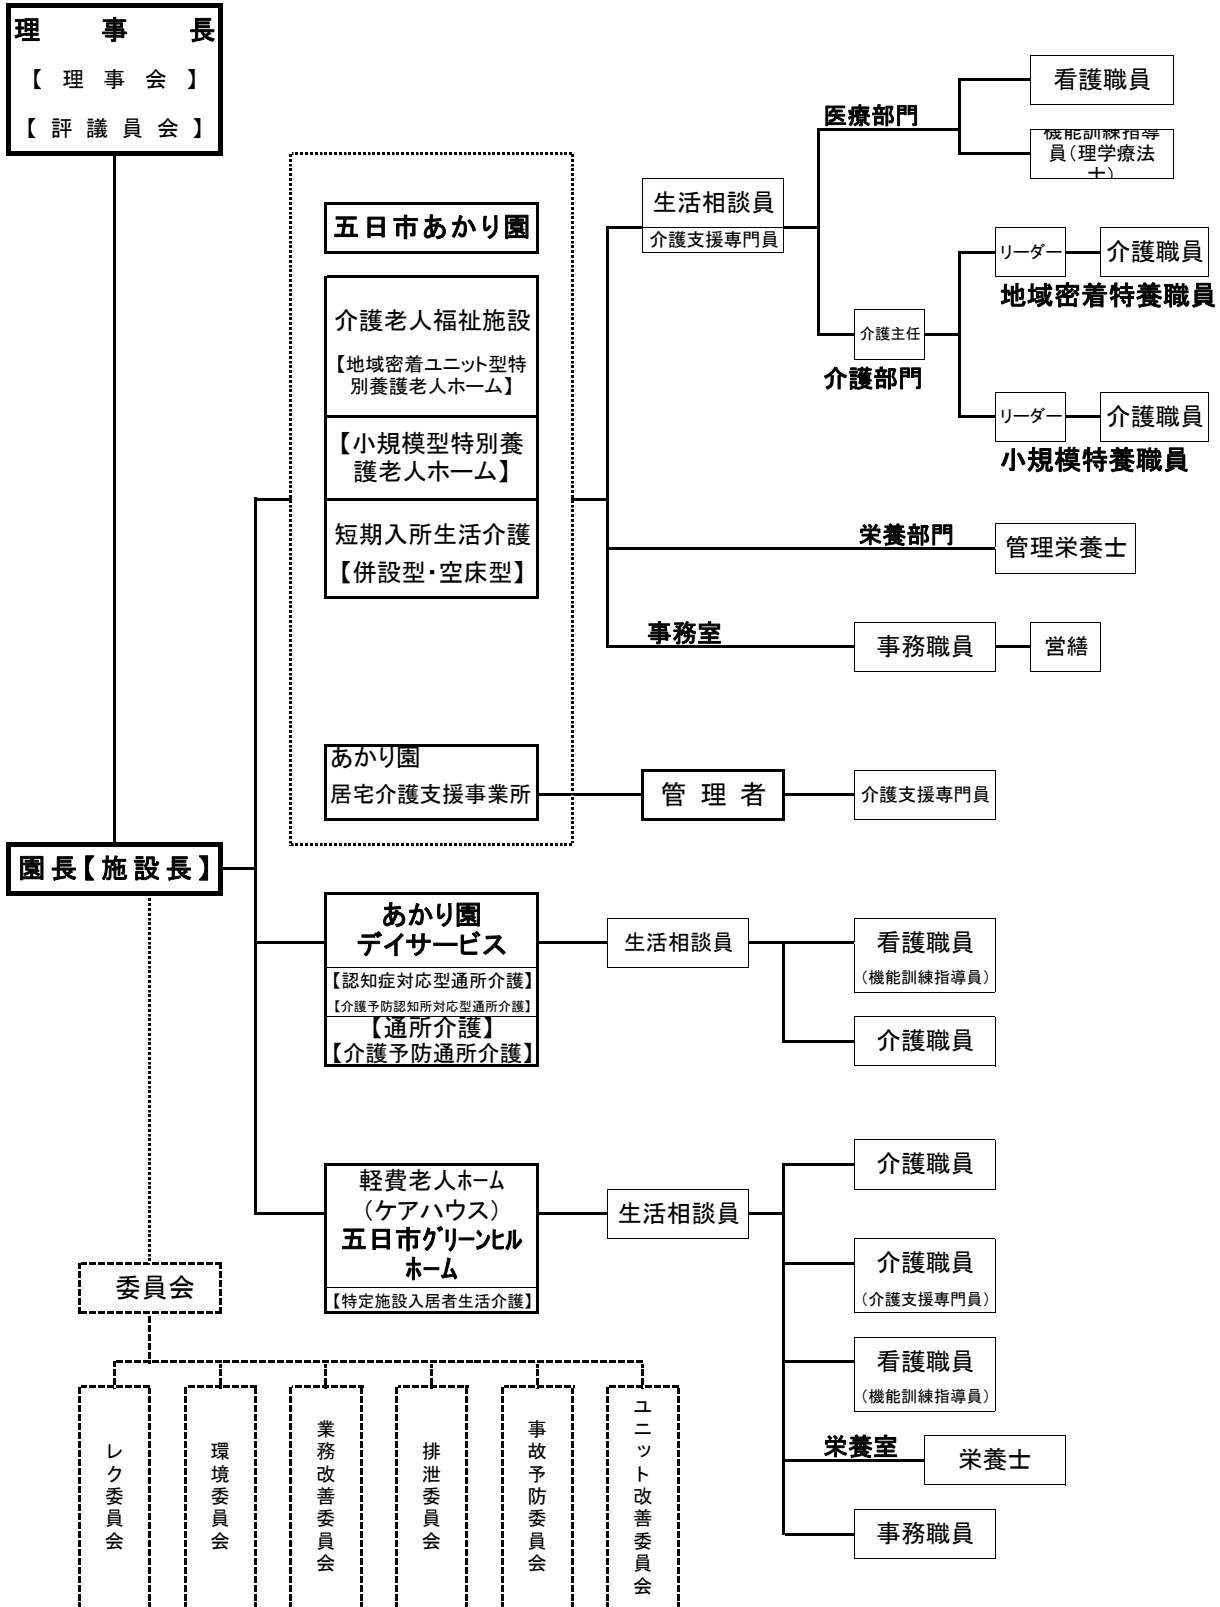 理事長
【理事会】
【評議員会】
園長【施設長】
五日市あかり園
介護老人福祉施設
【地域密着ユニット型特
別養護老人ホーム】
【小規模型特別養
護老人ホーム】
短期入所生活介護
【併設型・空床型】
あかり園
居宅介護支援事業所
生活相談員
介護支援専門員
医療部門
看護職員
機能訓練指導
員(理学療法
士)
介護主任
介護部門
リーダー
介護職員
地域密着特養職員
リーダー
介護職員
小規模特養職員
栄養部門
管理栄養士
事務室
事務職員
営繕
管理者
介護支援専門員
あかり園
デイサービス
【認知症対応型通所介護】
【介護予防認知所対応型通所介護】
【通所介護】
【介護予防通所介護】
生活相談員
看護職員
(機能訓練指導員)
介護職員
軽費老人ホーム
(ケアハウス)
五日市グリーンヒル
ホーム
【特定施設入居者生活介護】
生活相談員
介護職員
介護職員
(介護支援専門員)
看護職員
(機能訓練指導員)
栄養室
栄養士
事務職員
委員会
レク委員会
環境委員会
業務改善委員会
排泄委員会
事故予防委員会
ユニット改善委員会